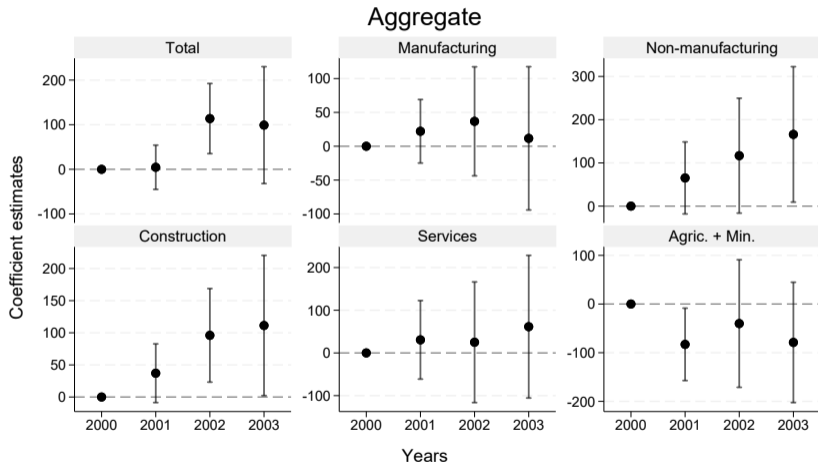 Aggregate
Total Manufacturing Non-manufacturing
200 100 300
100 50 200
0 0 100
-100 -50 0
-100
Construction Services Agric. + Min.
200 200 100
150 100 0
100 0 -100
50 -100 -200
0
2000 2001 2002 2003 2000 2001 2002 2003 2000 2001 2002 2003
Coefficient estimates
Years